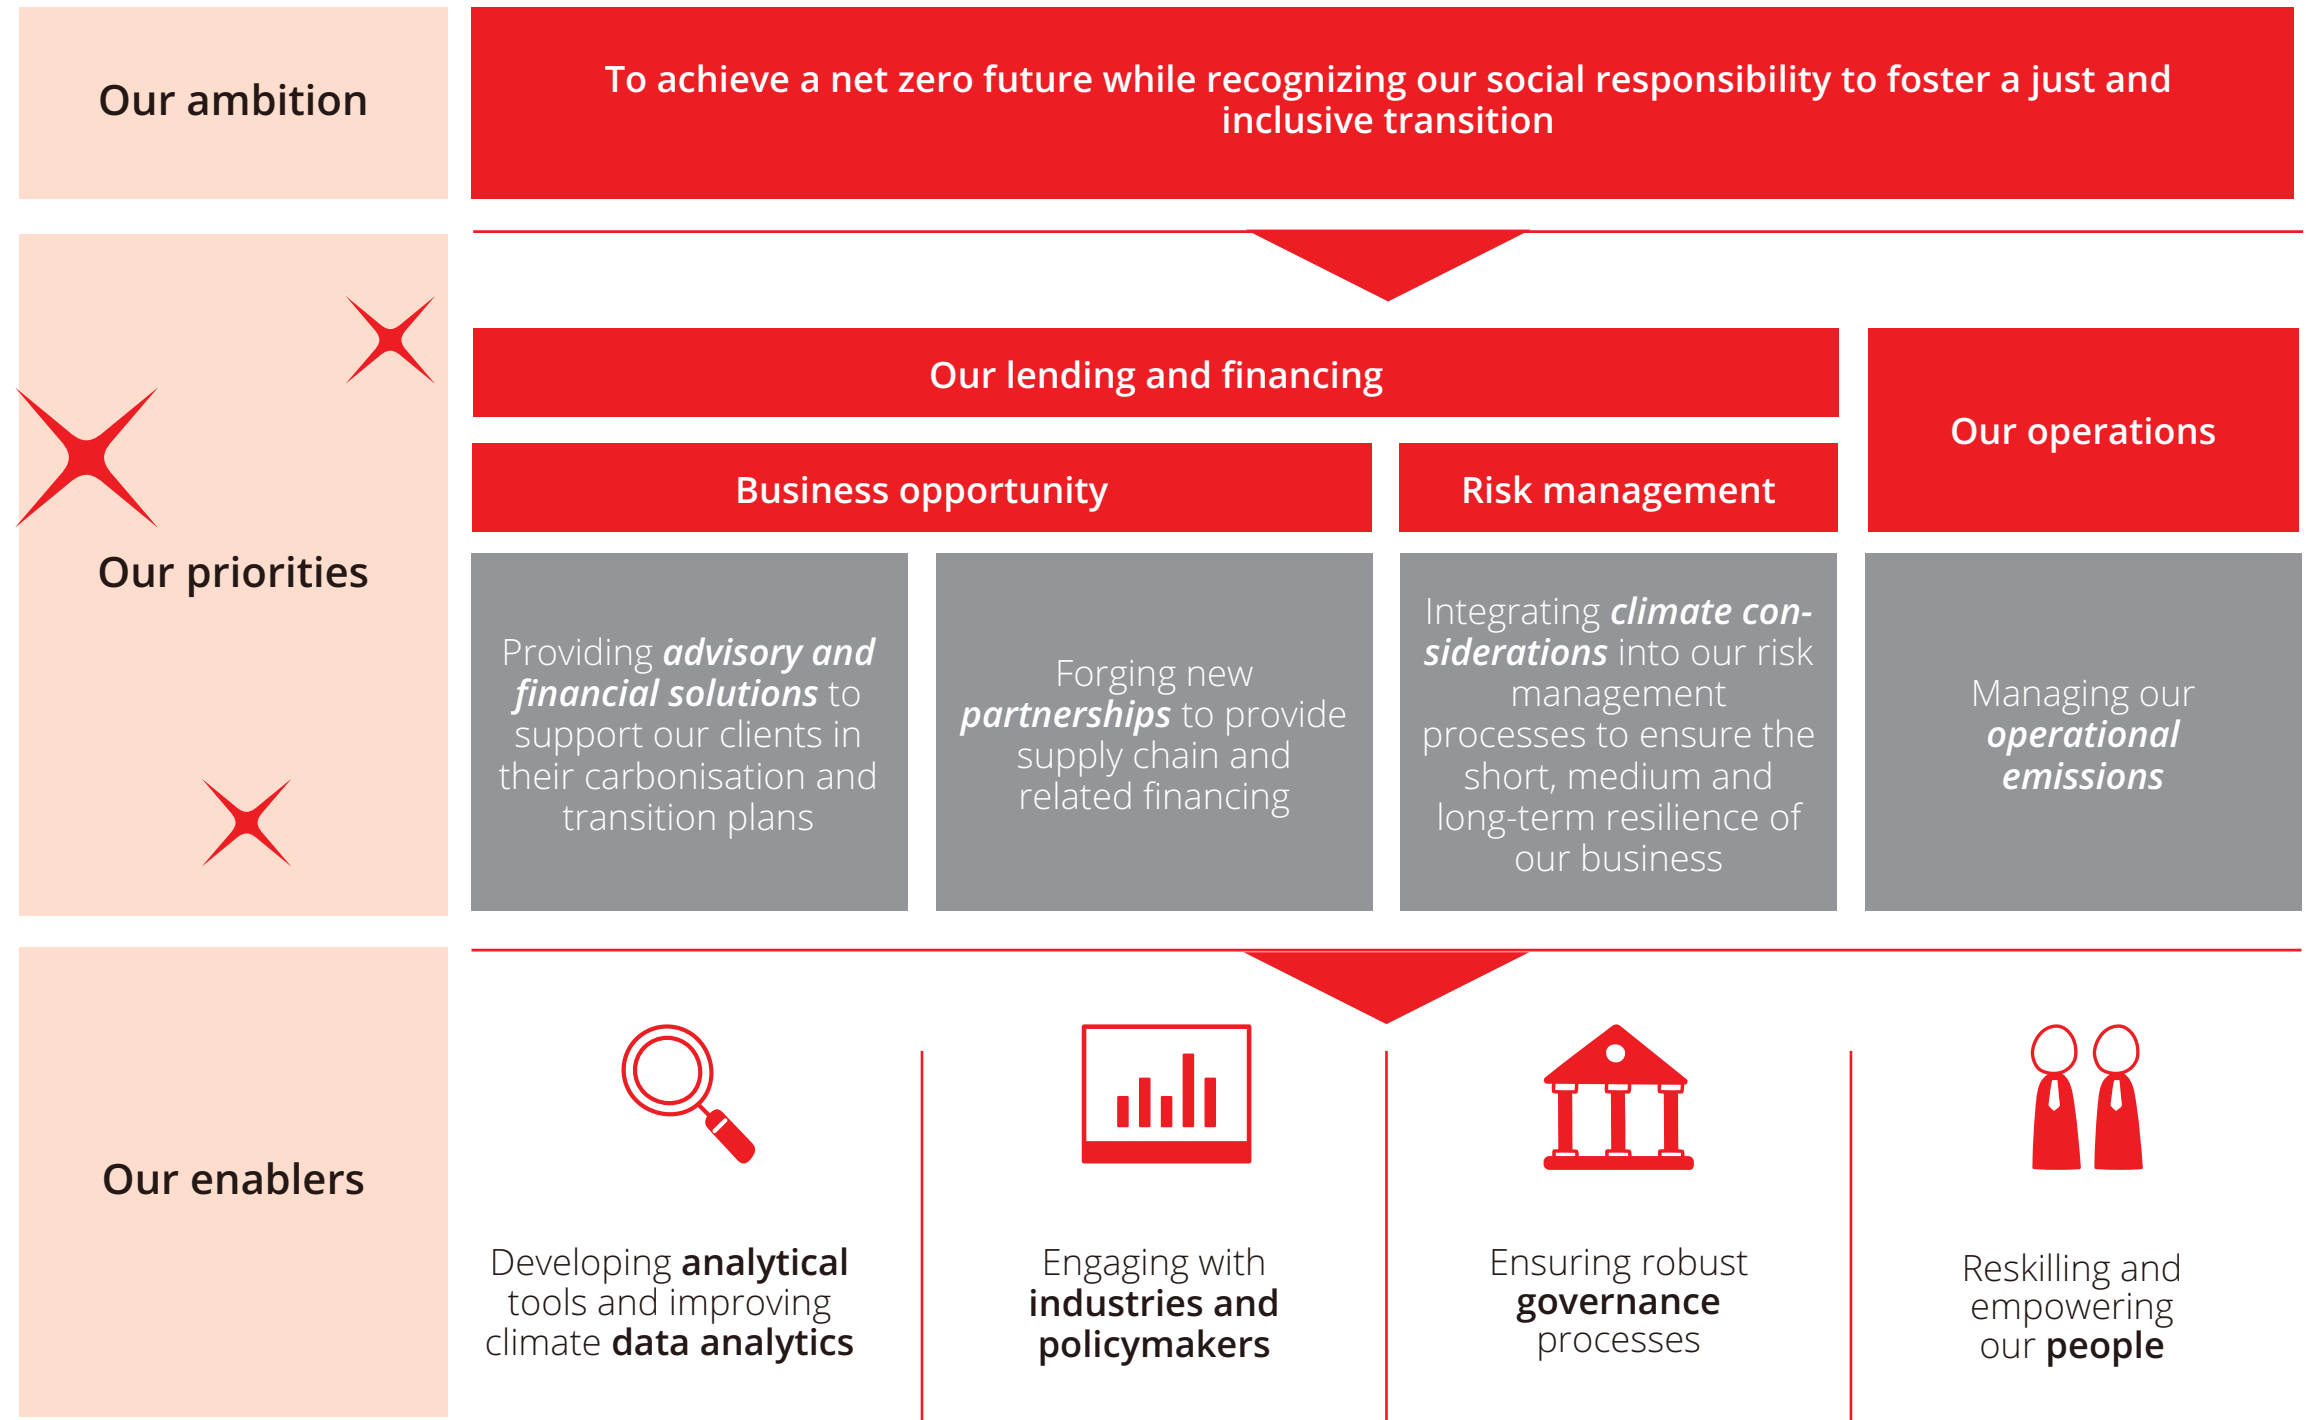 Our ambition
To achieve a net zero future while recognizing our social responsibility to foster a just and
inclusive transition
Our priorities
Our lending and financing
Our operations
Business opportunity
Risk management
Providing advisory and
financial solutions to
support our clients in
their carbonisation and
transition plans
Forging new
partnerships to provide
supply chain and
related financing
Integrating climate con-
siderations into our risk
management
processes to ensure the
short, medium and
long-term resilience of
our business
Managing our
operational
emissions
Our enablers
Developing analytical
tools and improving
climate data analytics
Engaging with
industries and
policymakers
Ensuring robust
governance
processes
Reskilling and
empowering
our people